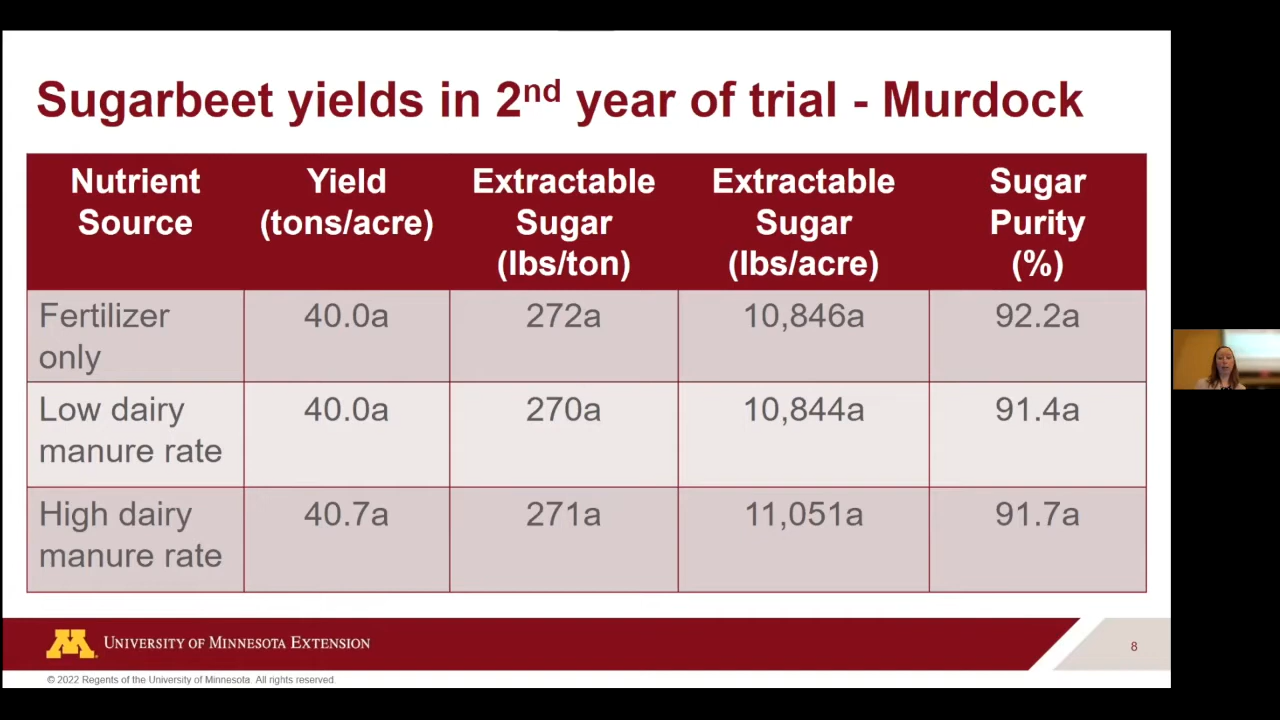 Sugarbeet yields in 2nd year of trial - Murdock
Nutrient Source
Yield (tons/acre)
Extractable Sugar (lbs/ton)
Extractable Sugar (lbs/acre)
Sugar Purity (%)
Fertilizer only
40.0a
272a
10,846a
92.2a
Low dairy manure rate
40.0a
270a
10,844a
91.4a
High dairy manure rate
40.7a
271a
11,051a
91.7a
M
UNIVERSITY OF MINNESOTA EXTENSION
8
© 2022 Regents of the University of Minnesota. All rights reserved.